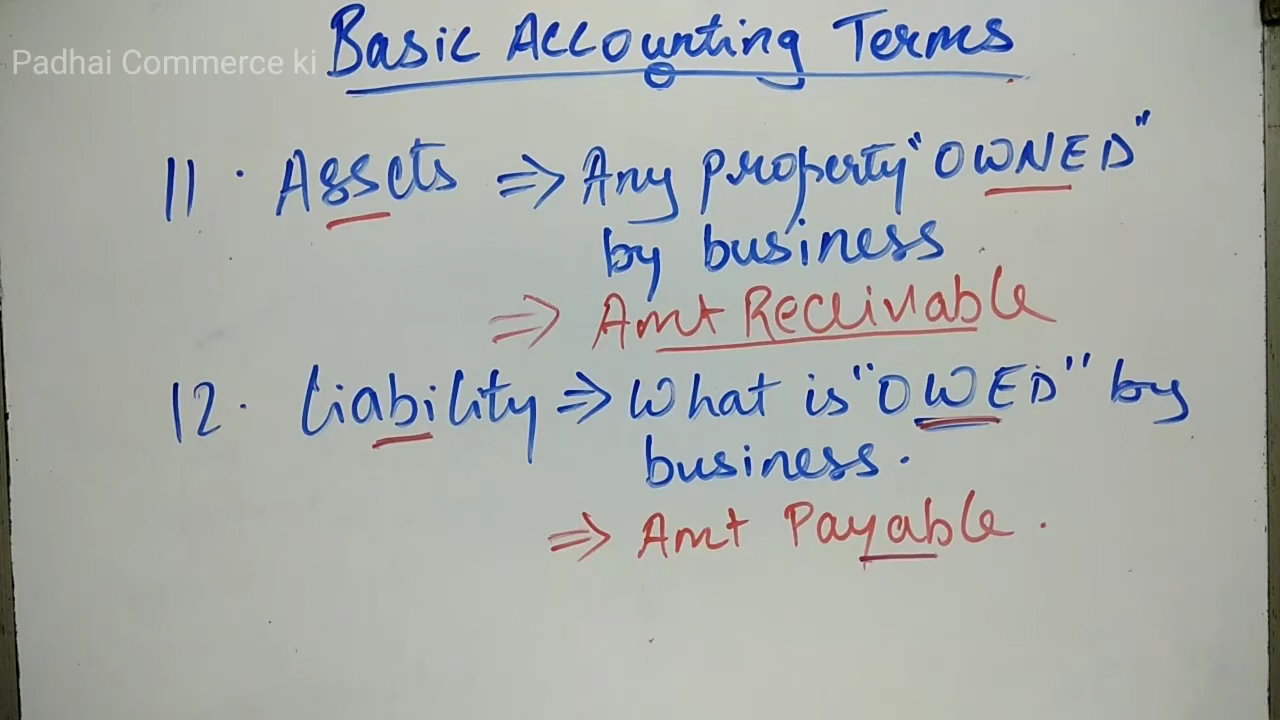 Padhai Commerce ki
Basic Accounting Terms
11. Assets ⇒ Any property "OWNED"
by business
⇒ Amt Receivable
12. Liability ⇒ What is "OWED" by
business.
⇒ Amt Payable.